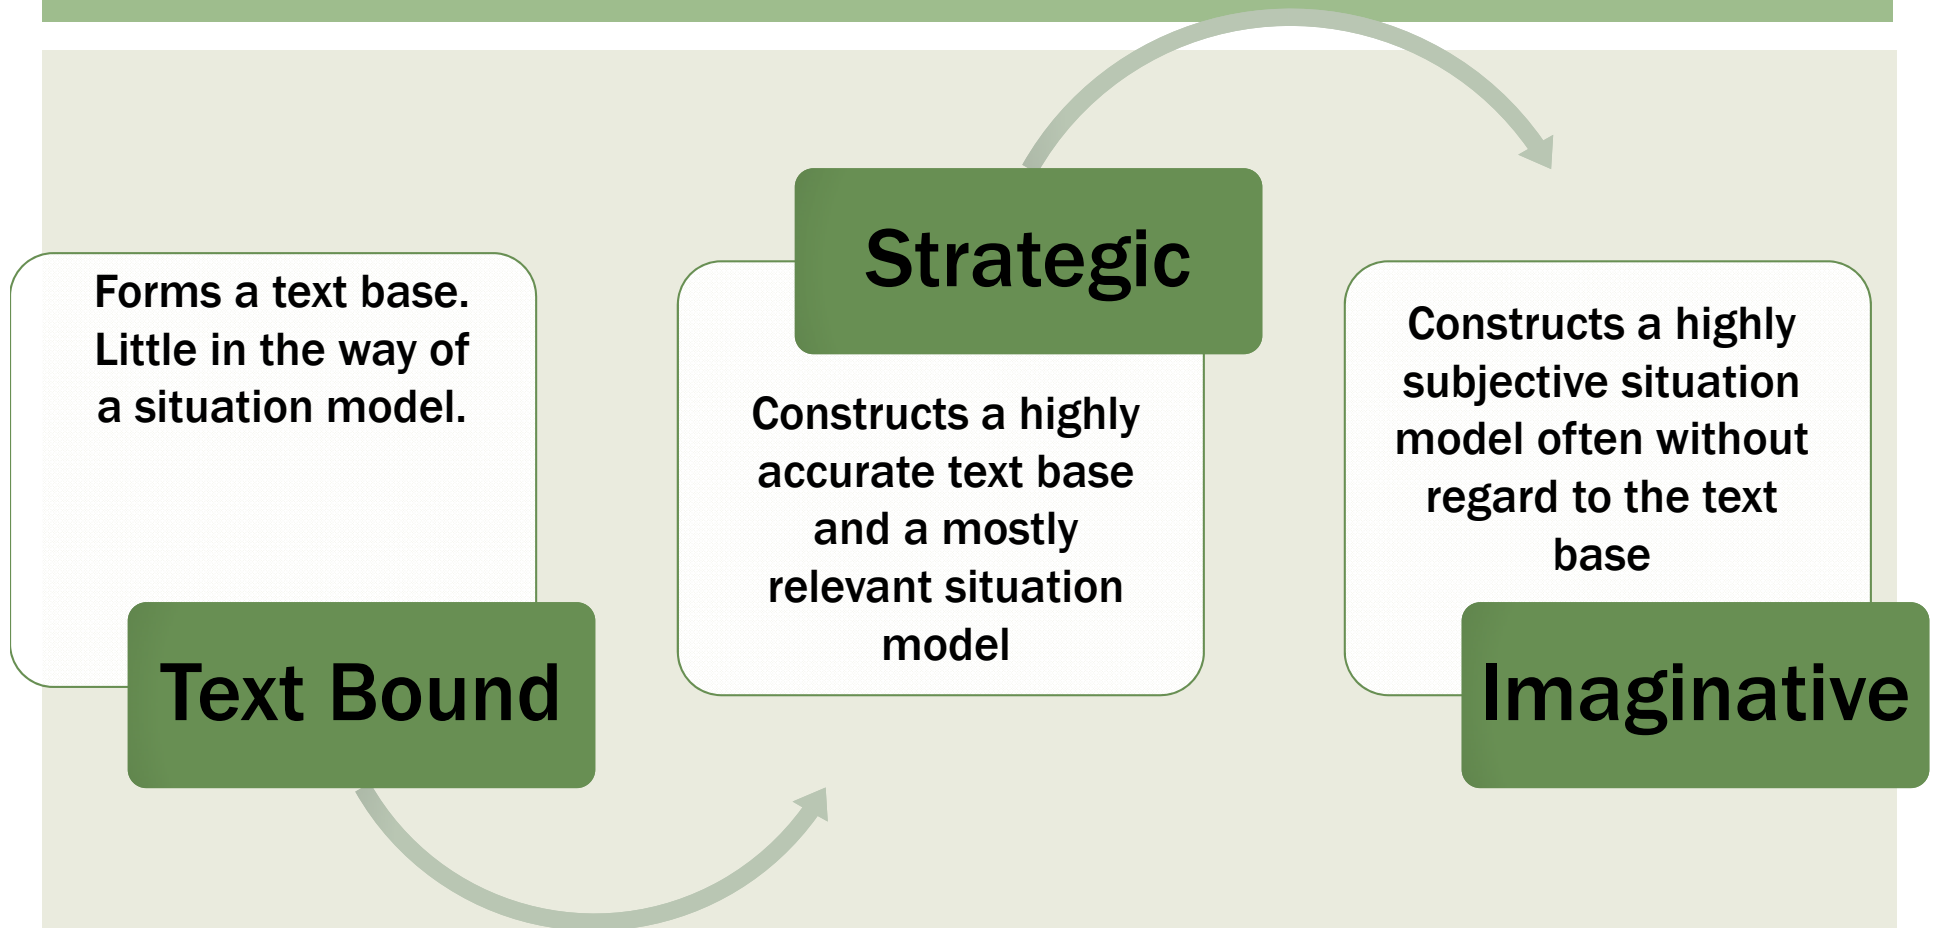 Forms a text base.
Little in the way of
a situation model.
Text Bound
Strategic
Constructs a highly
accurate text base
and a mostly
relevant situation
model
Constructs a highly
subjective situation
model often without
regard to the text
base
Imaginative